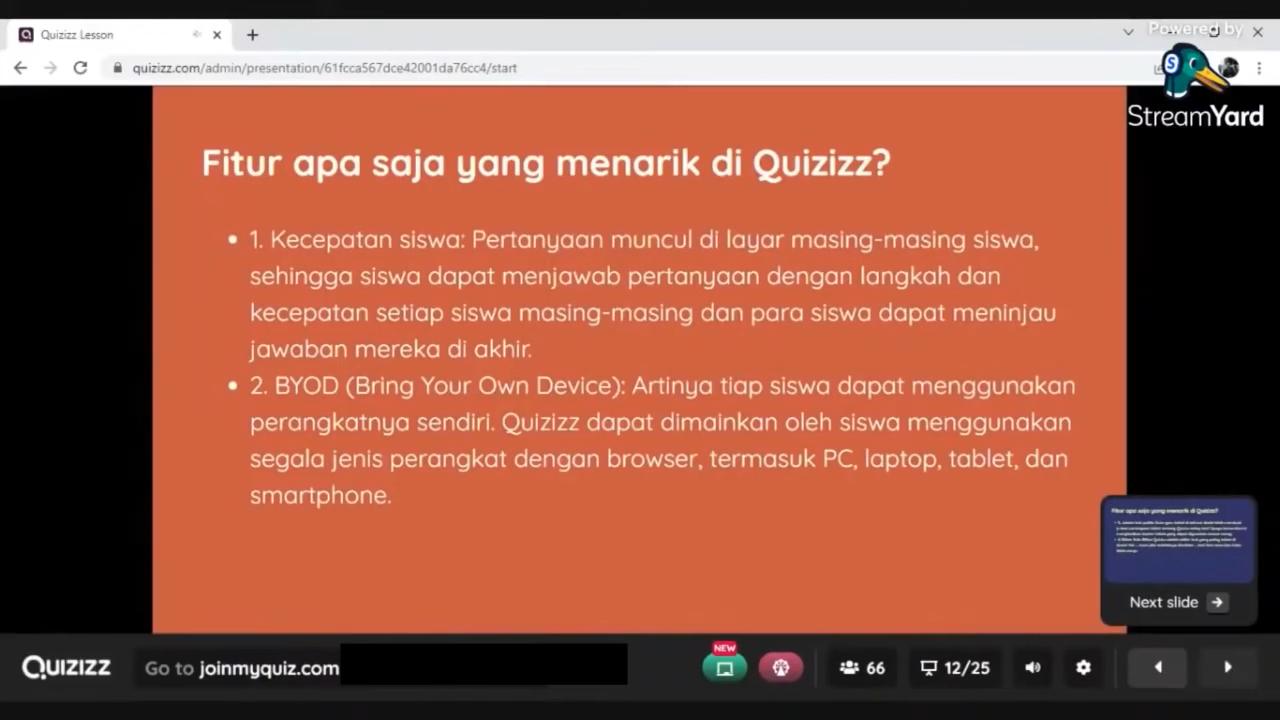 Quizizz Lesson
Powered by
quizizz.com/admin/presentation/61fcca567dce42001da76cc4/start
StreamYard
Fitur apa saja yang menarik di Quizizz?
1. Kecepatan siswa: Pertanyaan muncul di layar masing-masing siswa,
sehingga siswa dapat menjawab pertanyaan dengan langkah dan
kecepatan setiap siswa masing-masing dan para siswa dapat meninjau
jawaban mereka di akhir.
2. BYOD (Bring Your Own Device): Artinya tiap siswa dapat menggunakan
perangkatnya sendiri. Quizizz dapat dimainkan oleh siswa menggunakan
segala jenis perangkat dengan browser, termasuk PC, laptop, tablet, dan
smartphone.
Fitur apa saja yang menarik di Quizizz?
Next slide
QUIZIZZ
Go to joinmyquiz.com
NEW
66
12/25